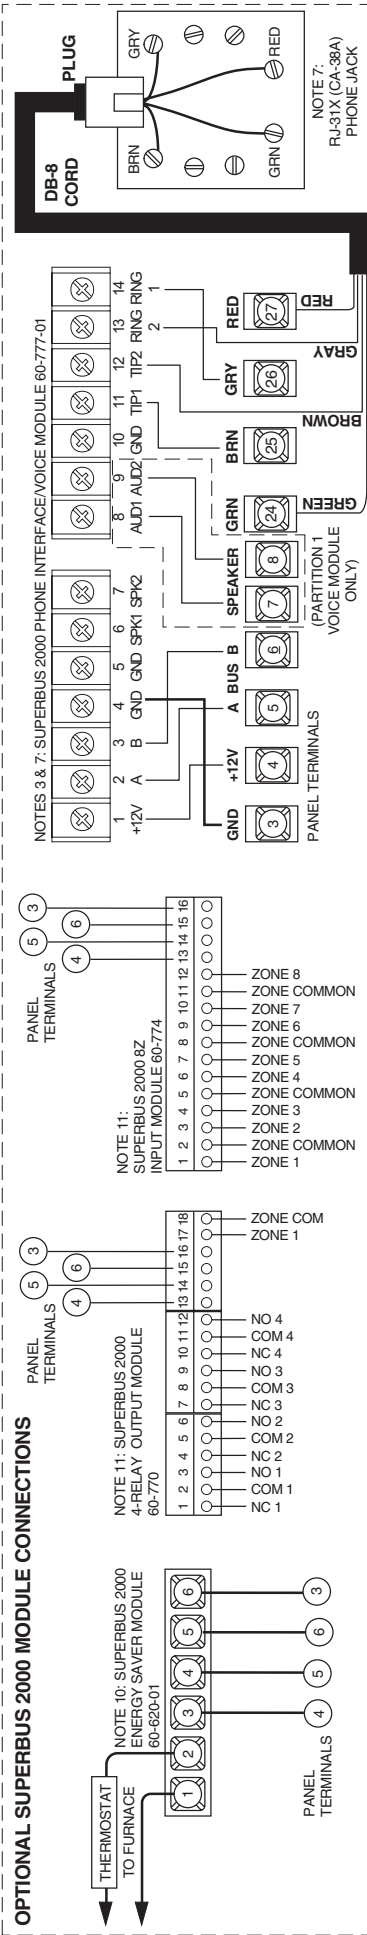 OPTIONAL SUPERBUS 2000 MODULE CONNECTIONS
THERMOSTAT
TO FURNACE
NOTE 10: SUPERBUS 2000
ENERGY SAVER MODULE
60-620-01
1 2 3 4 5 6
4 5 6 3
PANEL
TERMINALS
PANEL
TERMINALS
4 5 6 3
NOTE 11: SUPERBUS 2000
4-RELAY OUTPUT MODULE
60-770
1 2 3 4 5 6 7 8 9 10 11 12 13 14 15 16 17 18
NC 1
COM 1
NO 1
NC 2
COM 2
NO 2
NC 3
COM 3
NO 3
NC 4
COM 4
NO 4
ZONE 1
ZONE COM
PANEL
TERMINALS
4 5 6 3
NOTE 11:
SUPERBUS 2000 8Z
INPUT MODULE 60-774
1 2 3 4 5 6 7 8 9 10 11 12 13 14 15 16
ZONE 1
ZONE COMMON
ZONE 2
ZONE 3
ZONE COMMON
ZONE 4
ZONE 5
ZONE COMMON
ZONE 6
ZONE 7
ZONE COMMON
ZONE 8
NOTES 3 & 7: SUPERBUS 2000 PHONE INTERFACE/VOICE MODULE 60-777-01
1 2 3 4 5 6 7 8 9 10 11 12 13 14
+12V A B GND GND SPK1 SPK2 AUD1 AUD2 GND TIP1 TIP2 RING RING
2 1
GND +12V A BUS B SPEAKER GRN BRN GRY RED
3 4 5 6 7 8 24 25 26 27
PANEL TERMINALS
(PARTITION 1
VOICE MODULE
ONLY)
GREEN
BROWN
GRAY
RED
DB-8
CORD
PLUG
BRN GRY
GRN RED
NOTE 7:
RJ-31X (CA-38A)
PHONE JACK